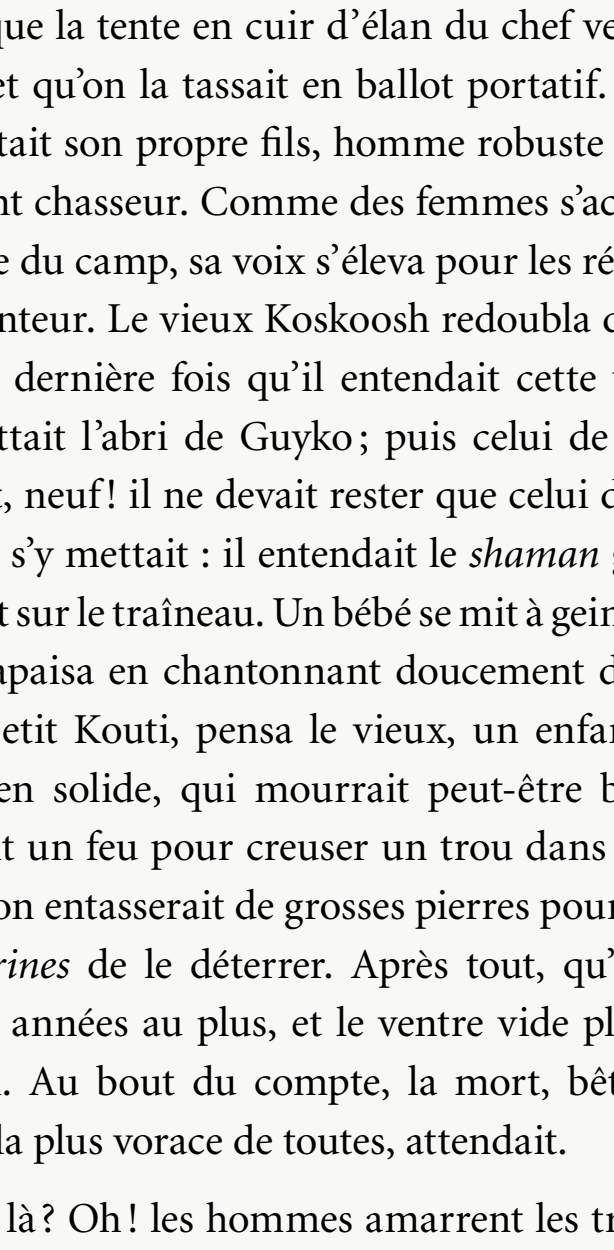 que la tente en cuir d’élan du chef ve
et qu’on la tassait en ballot portatif.
tait son propre fils, homme robuste
nt chasseur. Comme des femmes s’ac
e du camp, sa voix s’éleva pour les ré
nteur. Le vieux Koskoosh redoubla d
dernière fois qu’il entendait cette
ttait l’abri de Guyko ; puis celui de
t, neuf ! il ne devait rester que celui d
s’y mettait : il entendait le shaman
t sur le traîneau. Un bébé se mit à gein
apaisa en chantonnant doucement d
etit Kouti, pensa le vieux, un enfan
en solide, qui mourrait peut-être b
t un feu pour creuser un trou dans
on entasserait de grosses pierres pour
rines de le déterrer. Après tout, qu’
années au plus, et le ventre vide pl
. Au bout du compte, la mort, bêt
la plus vorace de toutes, attendait.
là ? Oh ! les hommes amarrent les tr